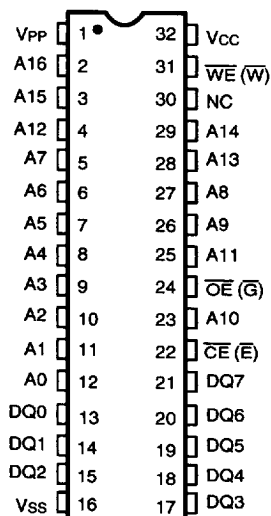 VPP 1 32 VCC
A16 2 31 W̅E̅ (W̅)
A15 3 30 NC
A12 4 29 A14
A7 5 28 A13
A6 6 27 A8
A5 7 26 A9
A4 8 25 A11
A3 9 24 O̅E̅ (G̅)
A2 10 23 A10
A1 11 22 C̅E̅ (E̅)
A0 12 21 DQ7
DQ0 13 20 DQ6
DQ1 14 19 DQ5
DQ2 15 18 DQ4
VSS 16 17 DQ3